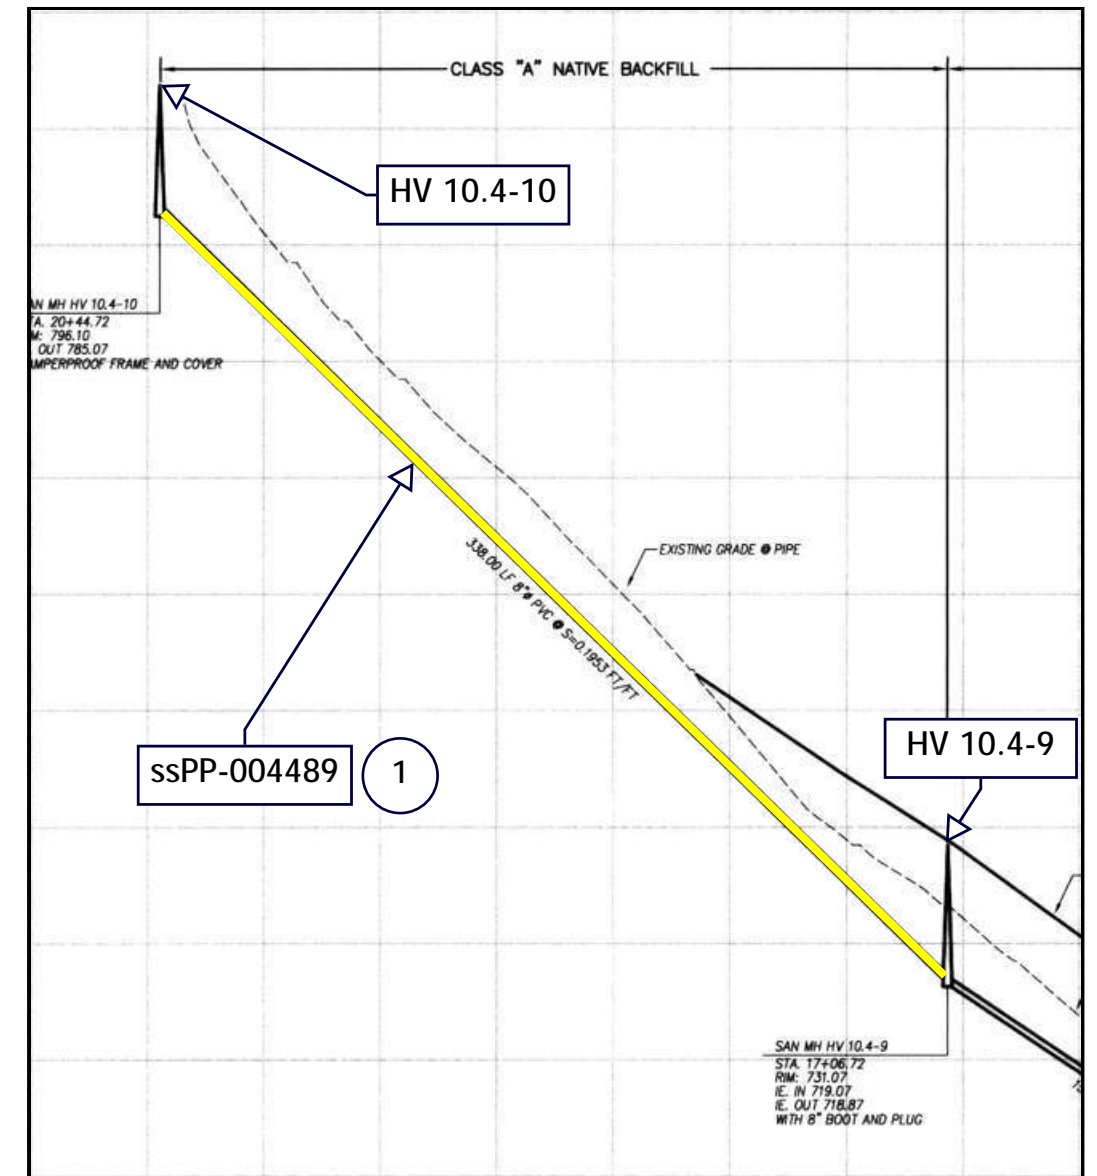 CLASS "A" NATIVE BACKFILL
HV 10.4-10
AN MH HV 10.4-10
TA. 20+44.72
M: 796.10
OUT 785.07
AMPERPROOF FRAME AND COVER
EXISTING GRADE @ PIPE
338.00 LF 8"ø PVC @ S=0.1953 FT/FT
HV 10.4-9
ssPP-004489
1
SAN MH HV 10.4-9
STA. 17+06.72
RIM: 731.07
IE. IN 719.07
IE. OUT 718.87
WITH 8" BOOT AND PLUG